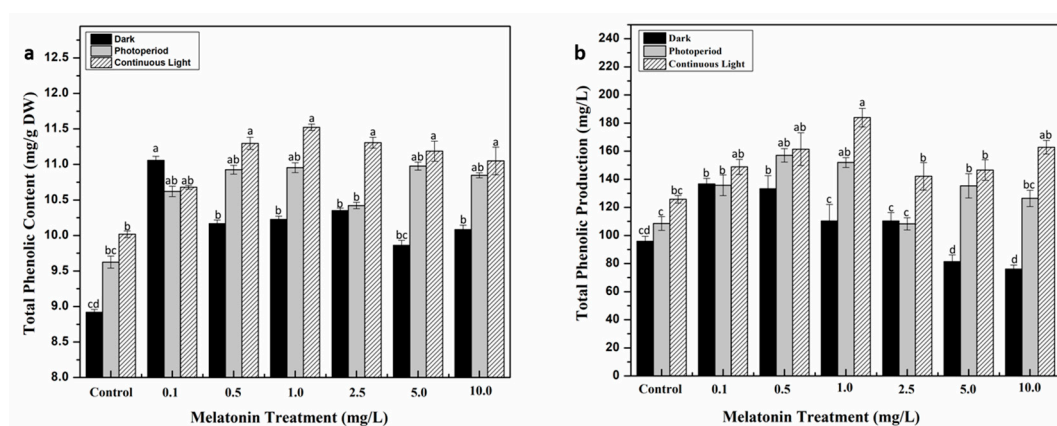 a
Dark
Photoperiod
Continuous Light
Total Phenolic Content (mg/g DW)
12.5
12.0
11.5
11.0
10.5
10.0
9.5
9.0
8.5
8.0
cd bc b
a ab ab
b ab a
b ab a
b b a
bc ab a
b ab a
Control 0.1 0.5 1.0 2.5 5.0 10.0
Melatonin Treatment (mg/L)
b
Dark
Photoperiod
Continuous Light
Total Phenolic Production (mg/L)
240
220
200
180
160
140
120
100
80
60
40
20
0
cd c bc
b b ab
b ab ab
c ab a
c c b
d b b
d bc ab
Control 0.1 0.5 1.0 2.5 5.0 10.0
Melatonin Treatment (mg/L)